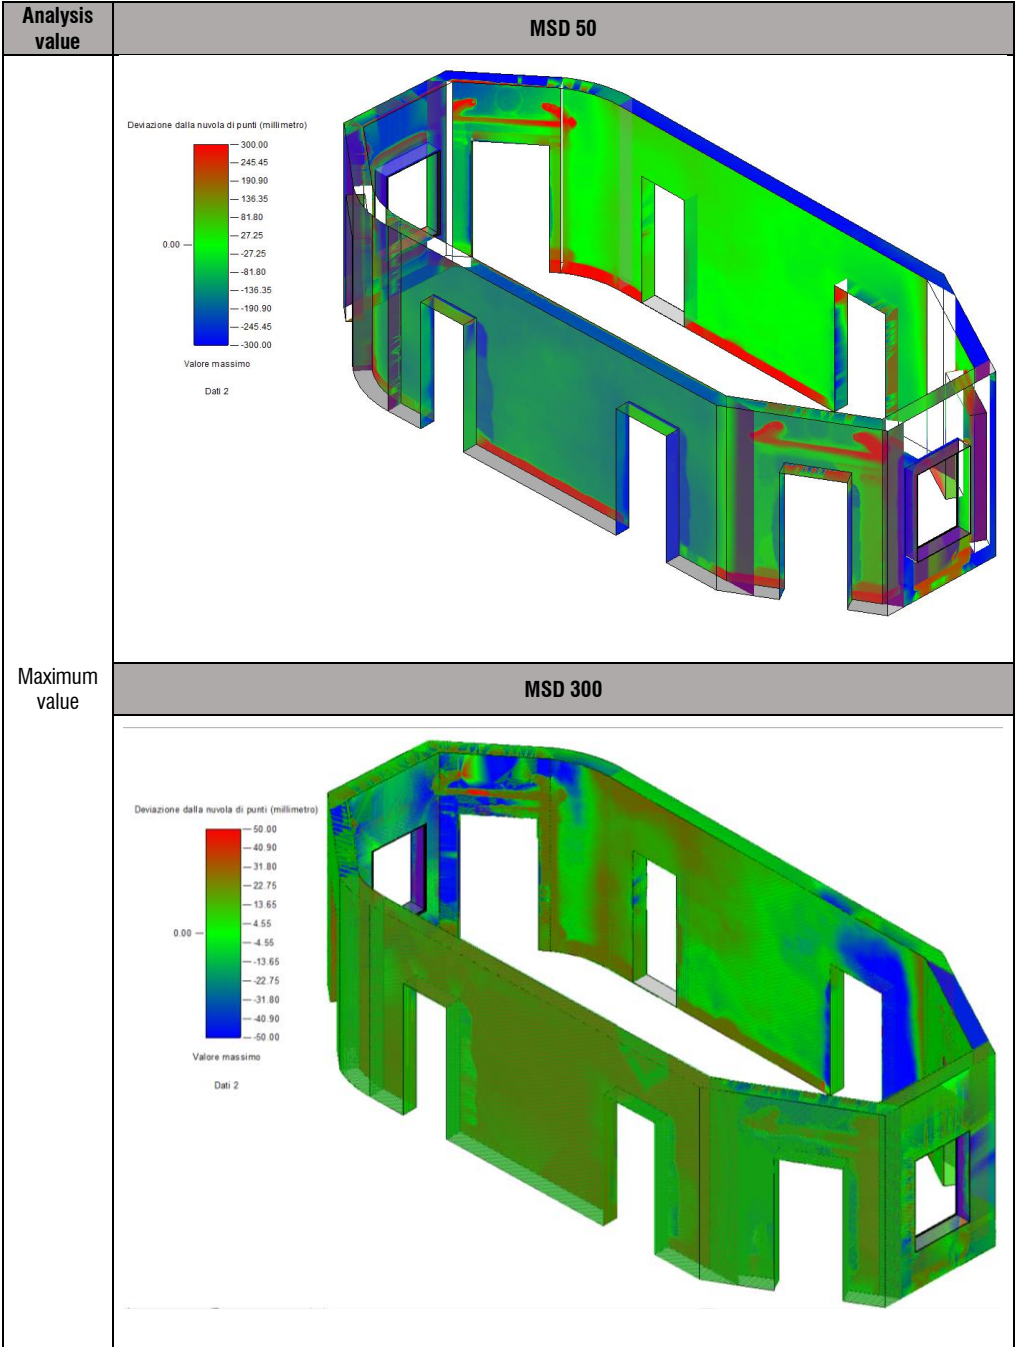 Analysis
value
MSD 50
Deviazione dalla nuvola di punti (millimetro)
300.00
245.45
190.90
136.35
81.80
0.00
27.25
-27.25
-81.80
-136.35
-190.90
-245.45
-300.00
Valore massimo
Dati 2
Maximum
value
MSD 300
Deviazione dalla nuvola di punti (millimetro)
50.00
40.90
31.80
22.75
13.65
4.55
0.00
-4.55
-13.65
-22.75
-31.80
-40.90
-50.00
Valore massimo
Dati 2